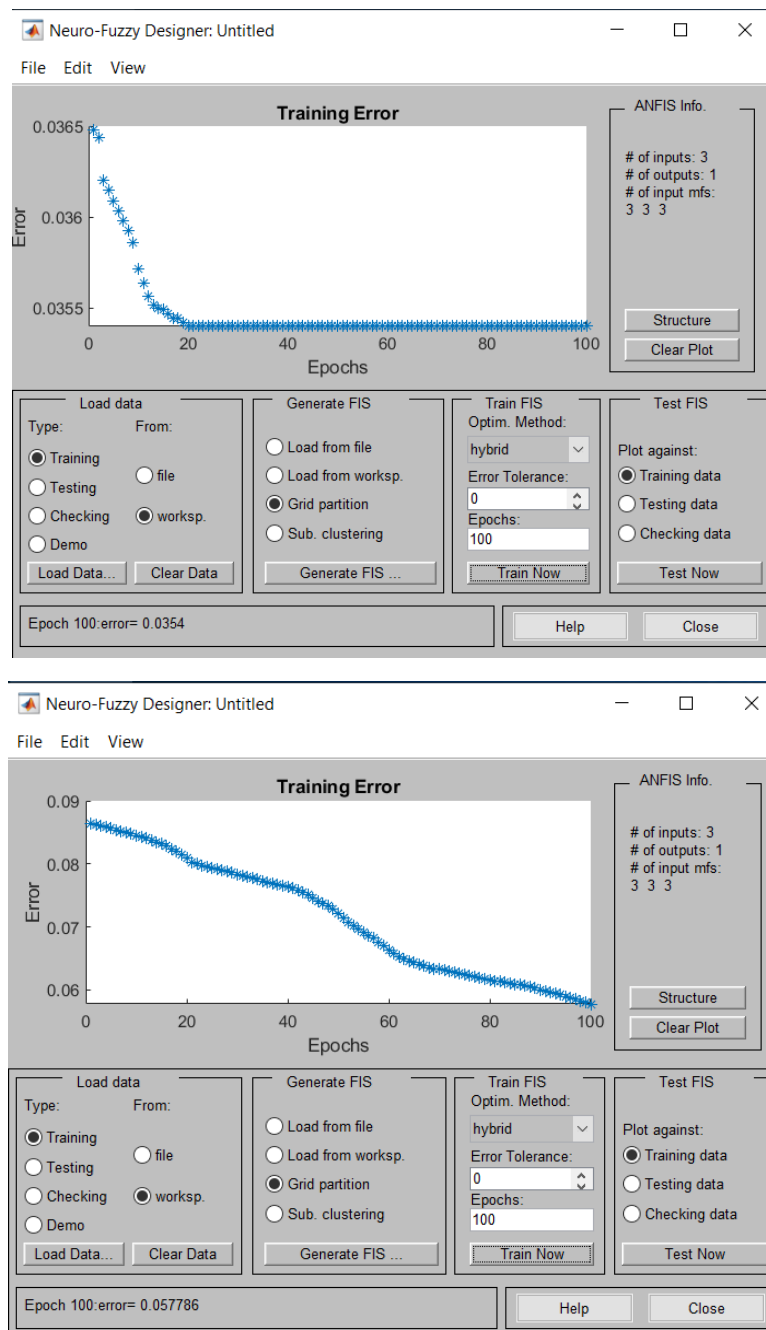 Neuro-Fuzzy Designer: Untitled
File Edit View
Training Error
0.0365
0.036
0.0355
Error
0 20 40 60 80 100
Epochs
ANFIS Info.
# of inputs: 3
# of outputs: 1
# of input mfs:
3 3 3
Structure
Clear Plot
Load data
Type: From:
Training
Testing
Checking
Demo
file
worksp.
Load Data... Clear Data
Generate FIS
Load from file
Load from worksp.
Grid partition
Sub. clustering
Generate FIS ...
Train FIS
Optim. Method:
hybrid
Error Tolerance:
0
Epochs:
100
Train Now
Test FIS
Plot against:
Training data
Testing data
Checking data
Test Now
Epoch 100:error= 0.0354
Help Close
Neuro-Fuzzy Designer: Untitled
File Edit View
Training Error
0.09
0.08
0.07
0.06
Error
0 20 40 60 80 100
Epochs
ANFIS Info.
# of inputs: 3
# of outputs: 1
# of input mfs:
3 3 3
Structure
Clear Plot
Load data
Type: From:
Training
Testing
Checking
Demo
file
worksp.
Load Data... Clear Data
Generate FIS
Load from file
Load from worksp.
Grid partition
Sub. clustering
Generate FIS ...
Train FIS
Optim. Method:
hybrid
Error Tolerance:
0
Epochs:
100
Train Now
Test FIS
Plot against:
Training data
Testing data
Checking data
Test Now
Epoch 100:error= 0.057786
Help Close